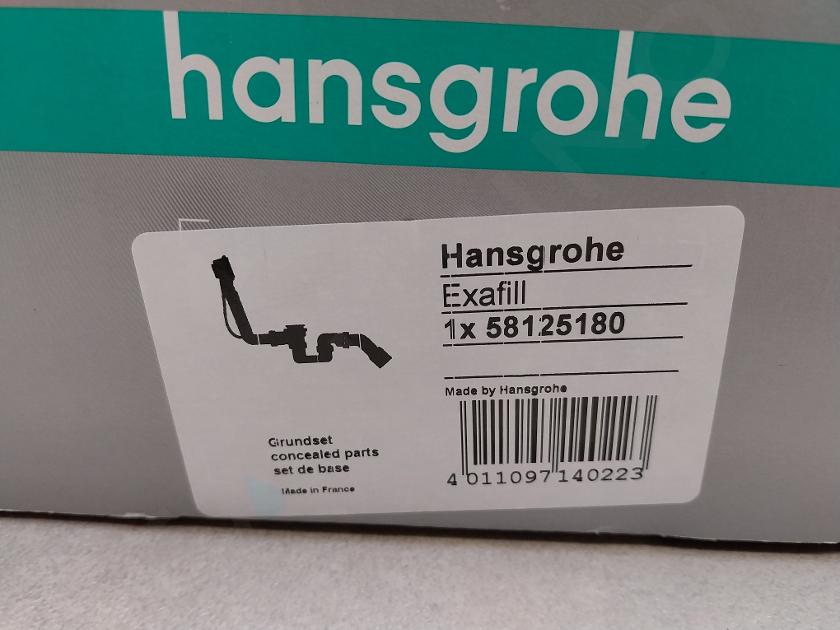 hansgrohe
Hansgrohe
Exafill
1x 58125180
Made by Hansgrohe
4 011097 140223
Grundset
concealed parts
set de base
Made in France